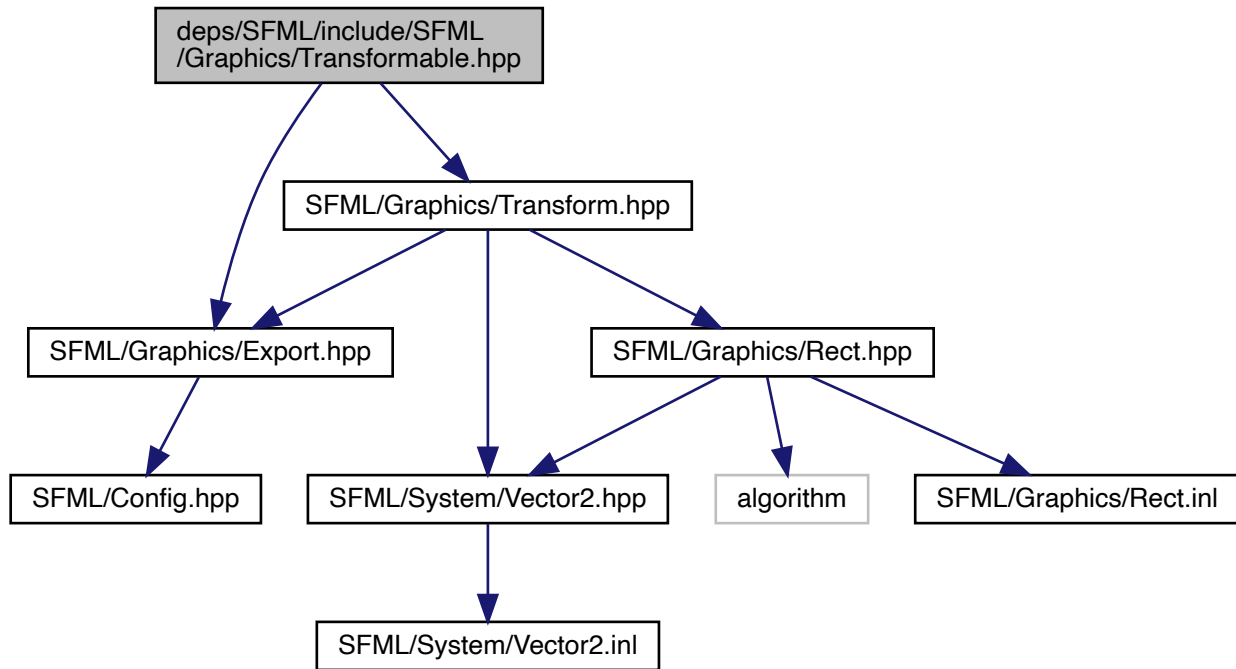 deps/SFML/include/SFML
/Graphics/Transformable.hpp
SFML/Graphics/Transform.hpp
SFML/Graphics/Export.hpp
SFML/Graphics/Rect.hpp
SFML/Config.hpp
SFML/System/Vector2.hpp
algorithm
SFML/Graphics/Rect.inl
SFML/System/Vector2.inl